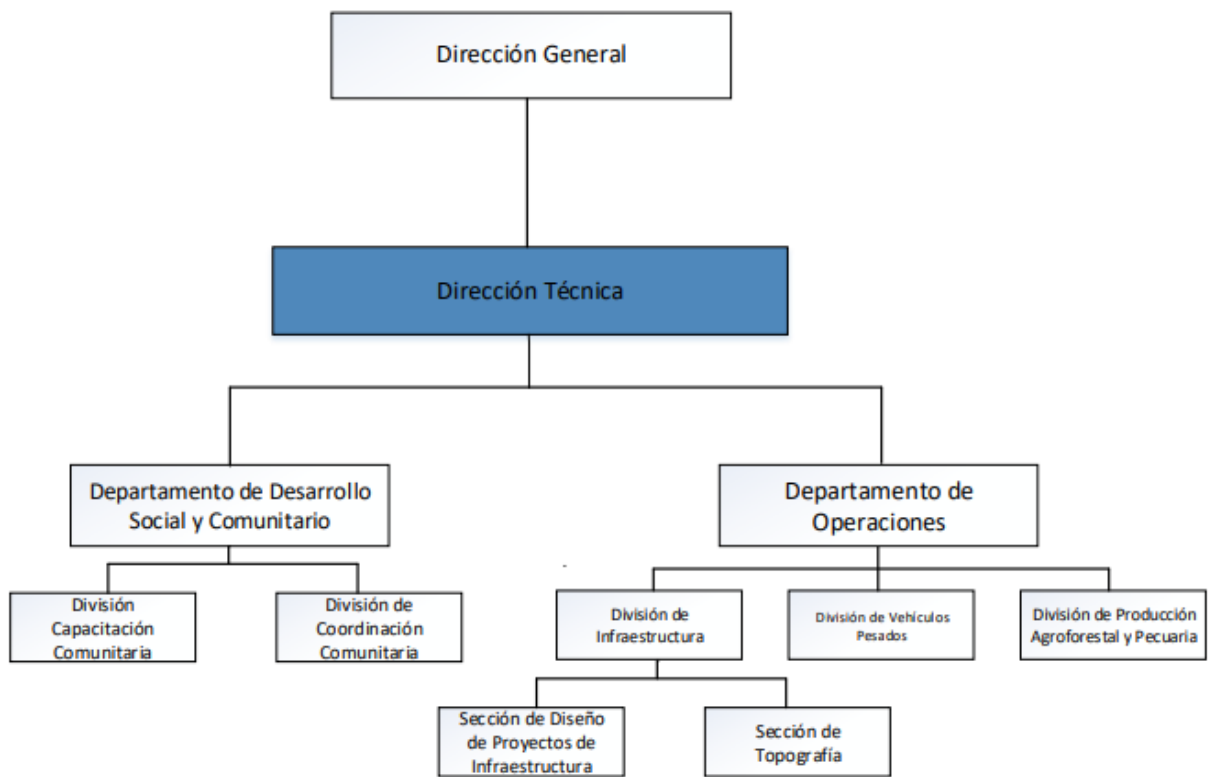 Dirección General
Dirección Técnica
Departamento de Desarrollo
Social y Comunitario
Departamento de
Operaciones
División
Capacitación
Comunitaria
División de
Coordinación
Comunitaria
División de
Infraestructura
División de Vehículos
Pesados
División de Producción
Agroforestal y Pecuaria
Sección de Diseño
de Proyectos de
Infraestructura
Sección de
Topografía